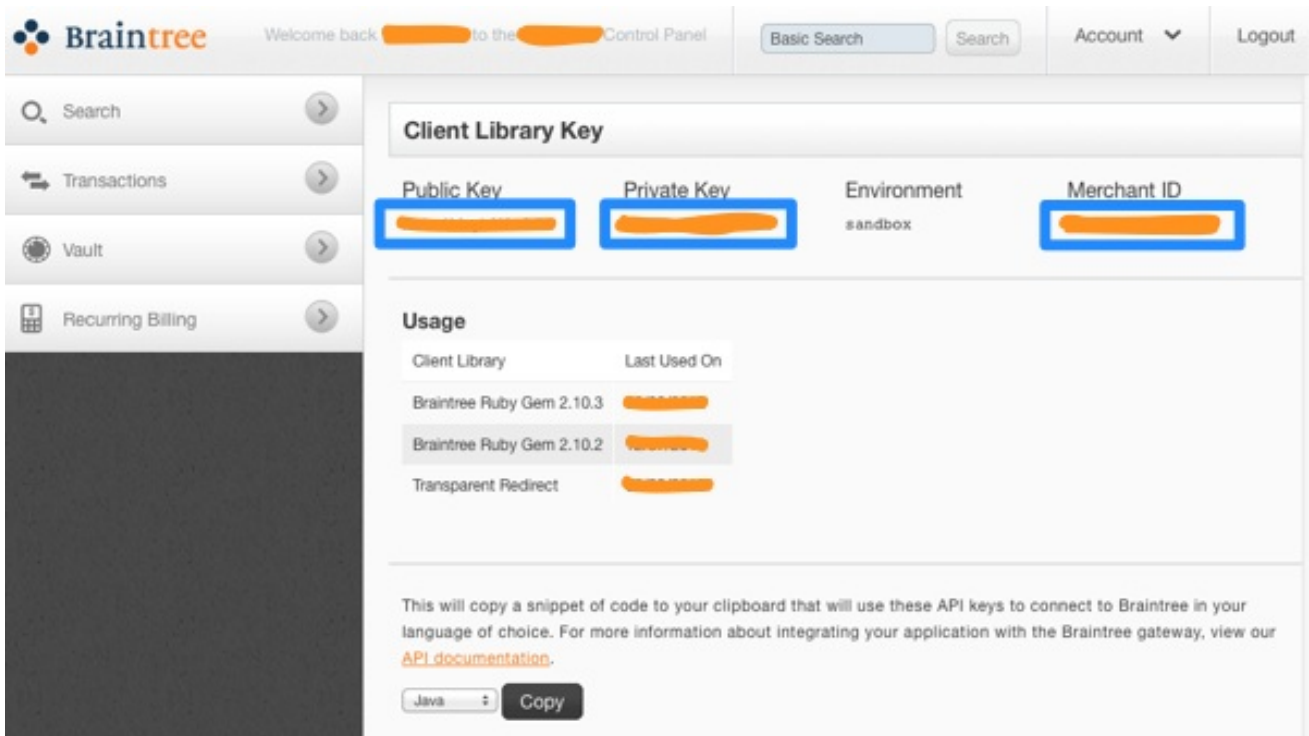 Braintree
Welcome back to the Control Panel
Basic Search
Search
Account
Logout
Search
Transactions
Vault
Recurring Billing
Client Library Key
Public Key Private Key Environment Merchant ID
sandbox
Usage
Client Library Last Used On
Braintree Ruby Gem 2.10.3
Braintree Ruby Gem 2.10.2
Transparent Redirect
This will copy a snippet of code to your clipboard that will use these API keys to connect to Braintree in your
language of choice. For more information about integrating your application with the Braintree gateway, view our
API documentation.
Java Copy